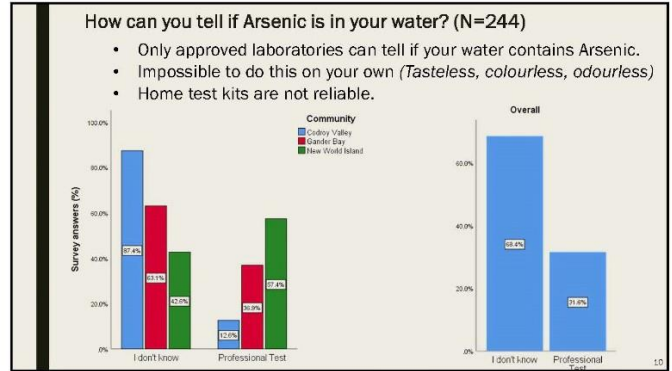 How can you tell if Arsenic is in your water? (N=244)
• Only approved laboratories can tell if your water contains Arsenic.
• Impossible to do this on your own (Tasteless, colourless, odourless)
• Home test kits are not reliable.
Community
Codroy Valley
Gander Bay
New World Island
Survey answers (%)
100.0%
80.0%
60.0%
40.0%
20.0%
.0%
87.4%
63.1%
42.6%
12.6%
36.9%
57.4%
I don't know
Professional Test
Overall
60.0%
40.0%
20.0%
.0%
68.4%
31.6%
I don't know
Professional
Test
10